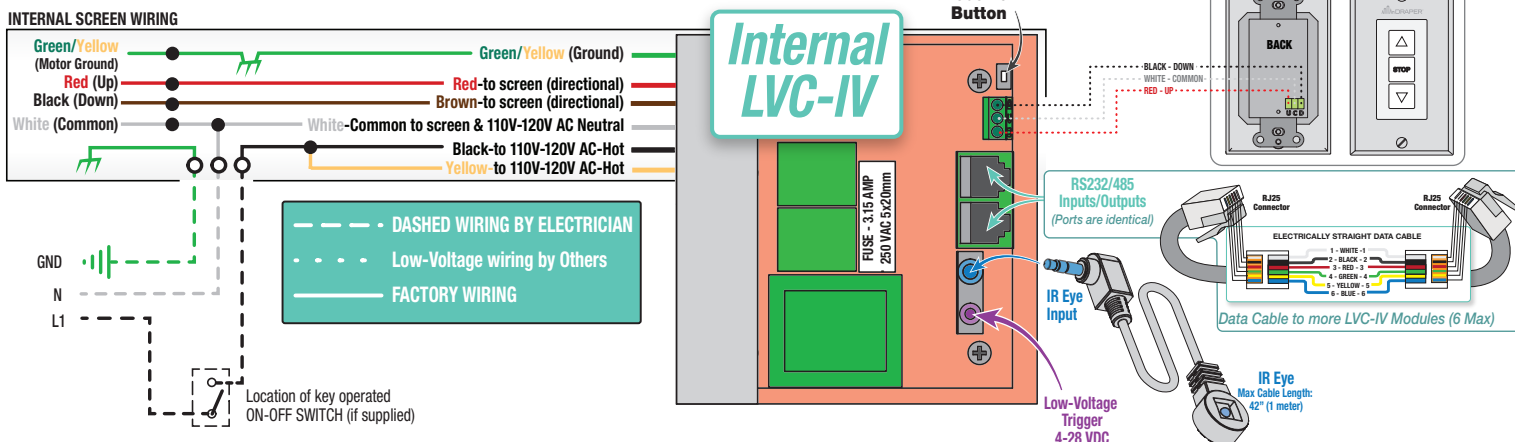 INTERNAL SCREEN WIRING
Green/Yellow
(Motor Ground)
Red (Up)
Black (Down)
White (Common)
Green/Yellow (Ground)
Red-to screen (directional)
Brown-to screen (directional)
White-Common to screen & 110V-120V AC Neutral
Black-to 110V-120V AC-Hot
Yellow-to 110V-120V AC-Hot
GND
N
L1
DASHED WIRING BY ELECTRICIAN
Low-Voltage wiring by Others
FACTORY WIRING
Location of key operated
ON-OFF SWITCH (if supplied)
Internal
LVC-IV
Button
FUSE - 3.15 AMP
250 VAC 5x20mm
BLACK - DOWN
WHITE - COMMON
RED - UP
BACK
U C D
DRAPER
STOP
RS232/485
Inputs/Outputs
(Ports are identical)
RJ25
Connector
RJ25
Connector
ELECTRICALLY STRAIGHT DATA CABLE
1 - WHITE -1
2 - BLACK - 2
3 - RED - 3
4 - GREEN - 4
5 - YELLOW - 5
6 - BLUE - 6
Data Cable to more LVC-IV Modules (6 Max)
IR Eye
Input
Low-Voltage
Trigger
4-28 VDC
IR Eye
Max Cable Length:
42" (1 meter)